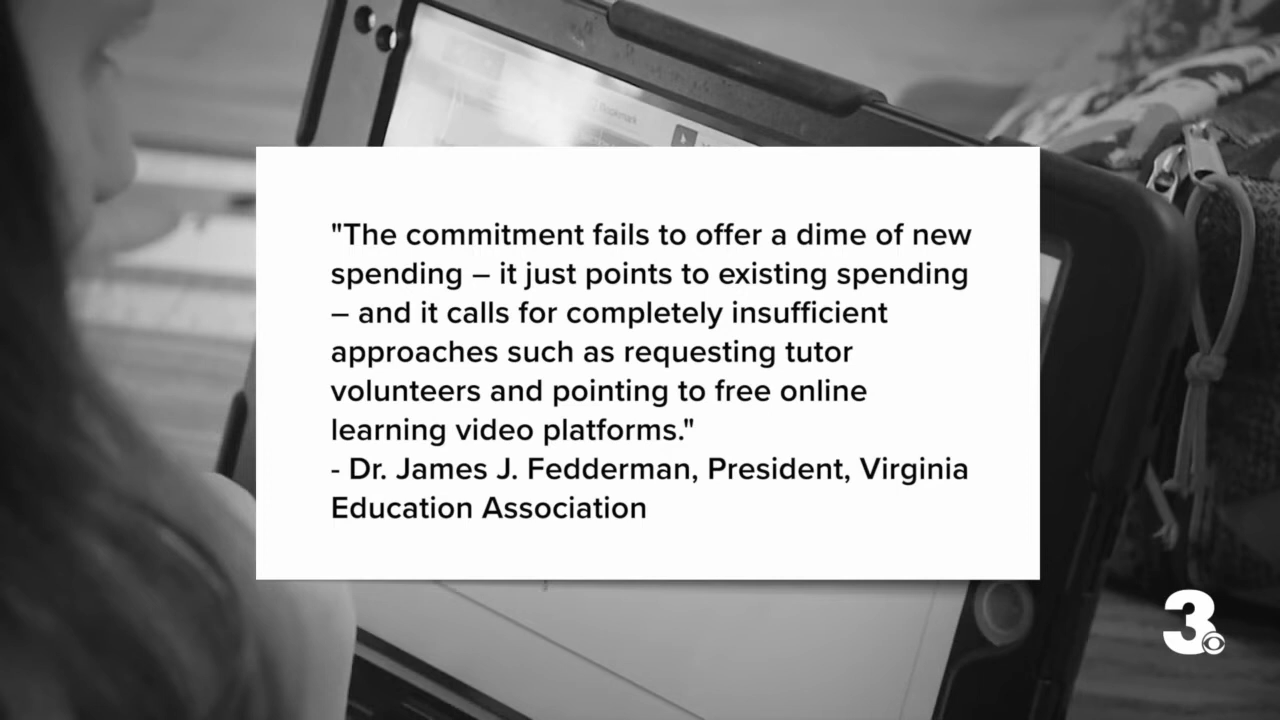 "The commitment fails to offer a dime of new
spending – it just points to existing spending
– and it calls for completely insufficient
approaches such as requesting tutor
volunteers and pointing to free online
learning video platforms."
- Dr. James J. Fedderman, President, Virginia
Education Association
3